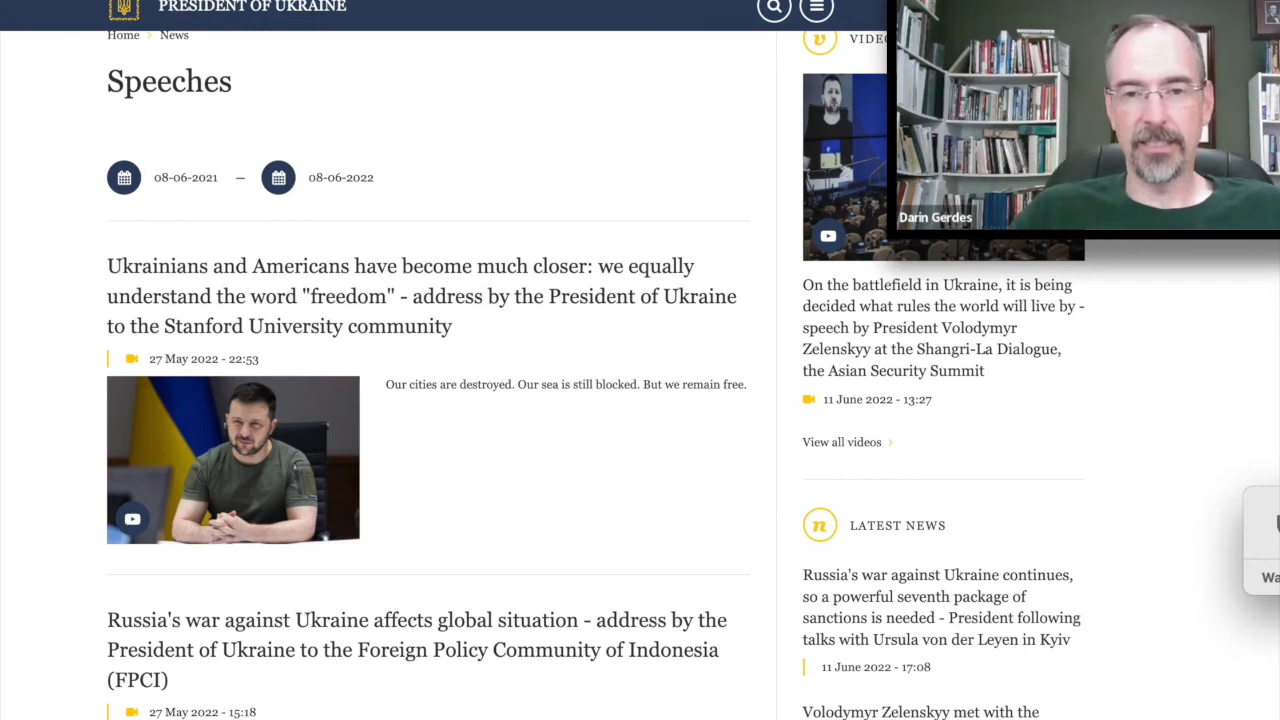 PRESIDENT OF UKRAINE
Home
News
Speeches
08-06-2021
–
08-06-2022
Ukrainians and Americans have become much closer: we equally
understand the word "freedom" - address by the President of Ukraine
to the Stanford University community
27 May 2022 - 22:53
Our cities are destroyed. Our sea is still blocked. But we remain free.
Russia's war against Ukraine affects global situation - address by the
President of Ukraine to the Foreign Policy Community of Indonesia
(FPCI)
27 May 2022 - 15:18
v
Darin Gerdes
On the battlefield in Ukraine, it is being
decided what rules the world will live by -
speech by President Volodymyr
Zelenskyy at the Shangri-La Dialogue,
the Asian Security Summit
11 June 2022 - 13:27
View all videos
n LATEST NEWS
Russia's war against Ukraine continues,
so a powerful seventh package of
sanctions is needed - President following
talks with Ursula von der Leyen in Kyiv
11 June 2022 - 17:08
Volodymyr Zelenskyy met with the